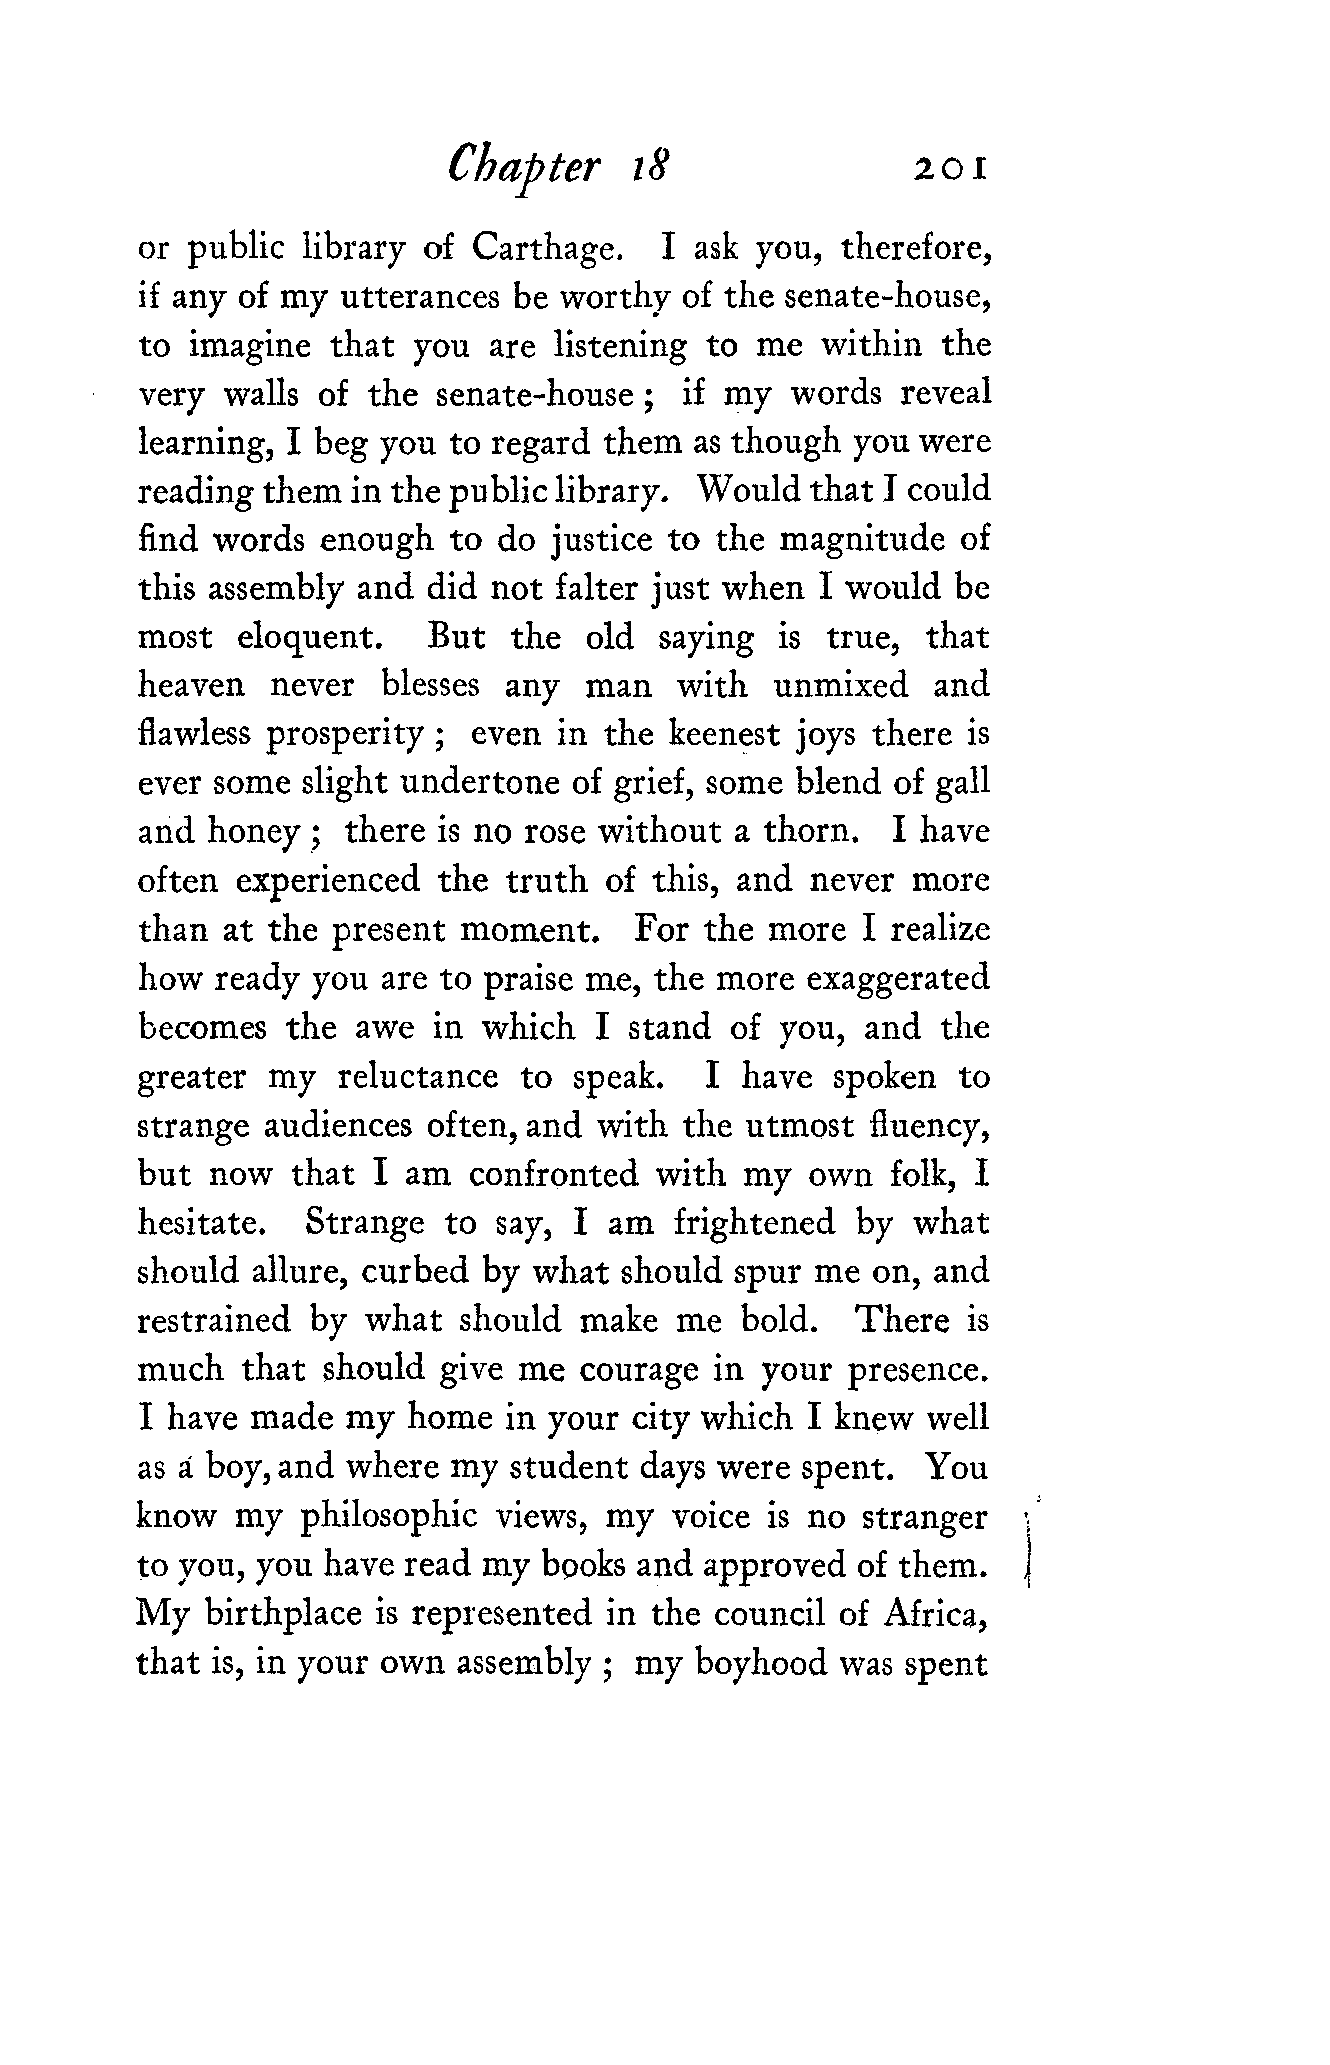 Chapter 18 201
or public library of Carthage. I ask you, therefore,
if any of my utterances be worthy of the senate-house,
to imagine that you are listening to me within the
very walls of the senate-house ; if my words reveal
learning, I beg you to regard them as though you were
reading them in the public library. Would that I could
find words enough to do justice to the magnitude of
this assembly and did not falter just when I would be
most eloquent. But the old saying is true, that
heaven never blesses any man with unmixed and
flawless prosperity ; even in the keenest joys there is
ever some slight undertone of grief, some blend of gall
and honey ; there is no rose without a thorn. I have
often experienced the truth of this, and never more
than at the present moment. For the more I realize
how ready you are to praise me, the more exaggerated
becomes the awe in which I stand of you, and the
greater my reluctance to speak. I have spoken to
strange audiences often, and with the utmost fluency,
but now that I am confronted with my own folk, I
hesitate. Strange to say, I am frightened by what
should allure, curbed by what should spur me on, and
restrained by what should make me bold. There is
much that should give me courage in your presence.
I have made my home in your city which I knew well
as a boy, and where my student days were spent. You
know my philosophic views, my voice is no stranger
to you, you have read my books and approved of them.
My birthplace is represented in the council of Africa,
that is, in your own assembly ; my boyhood was spent